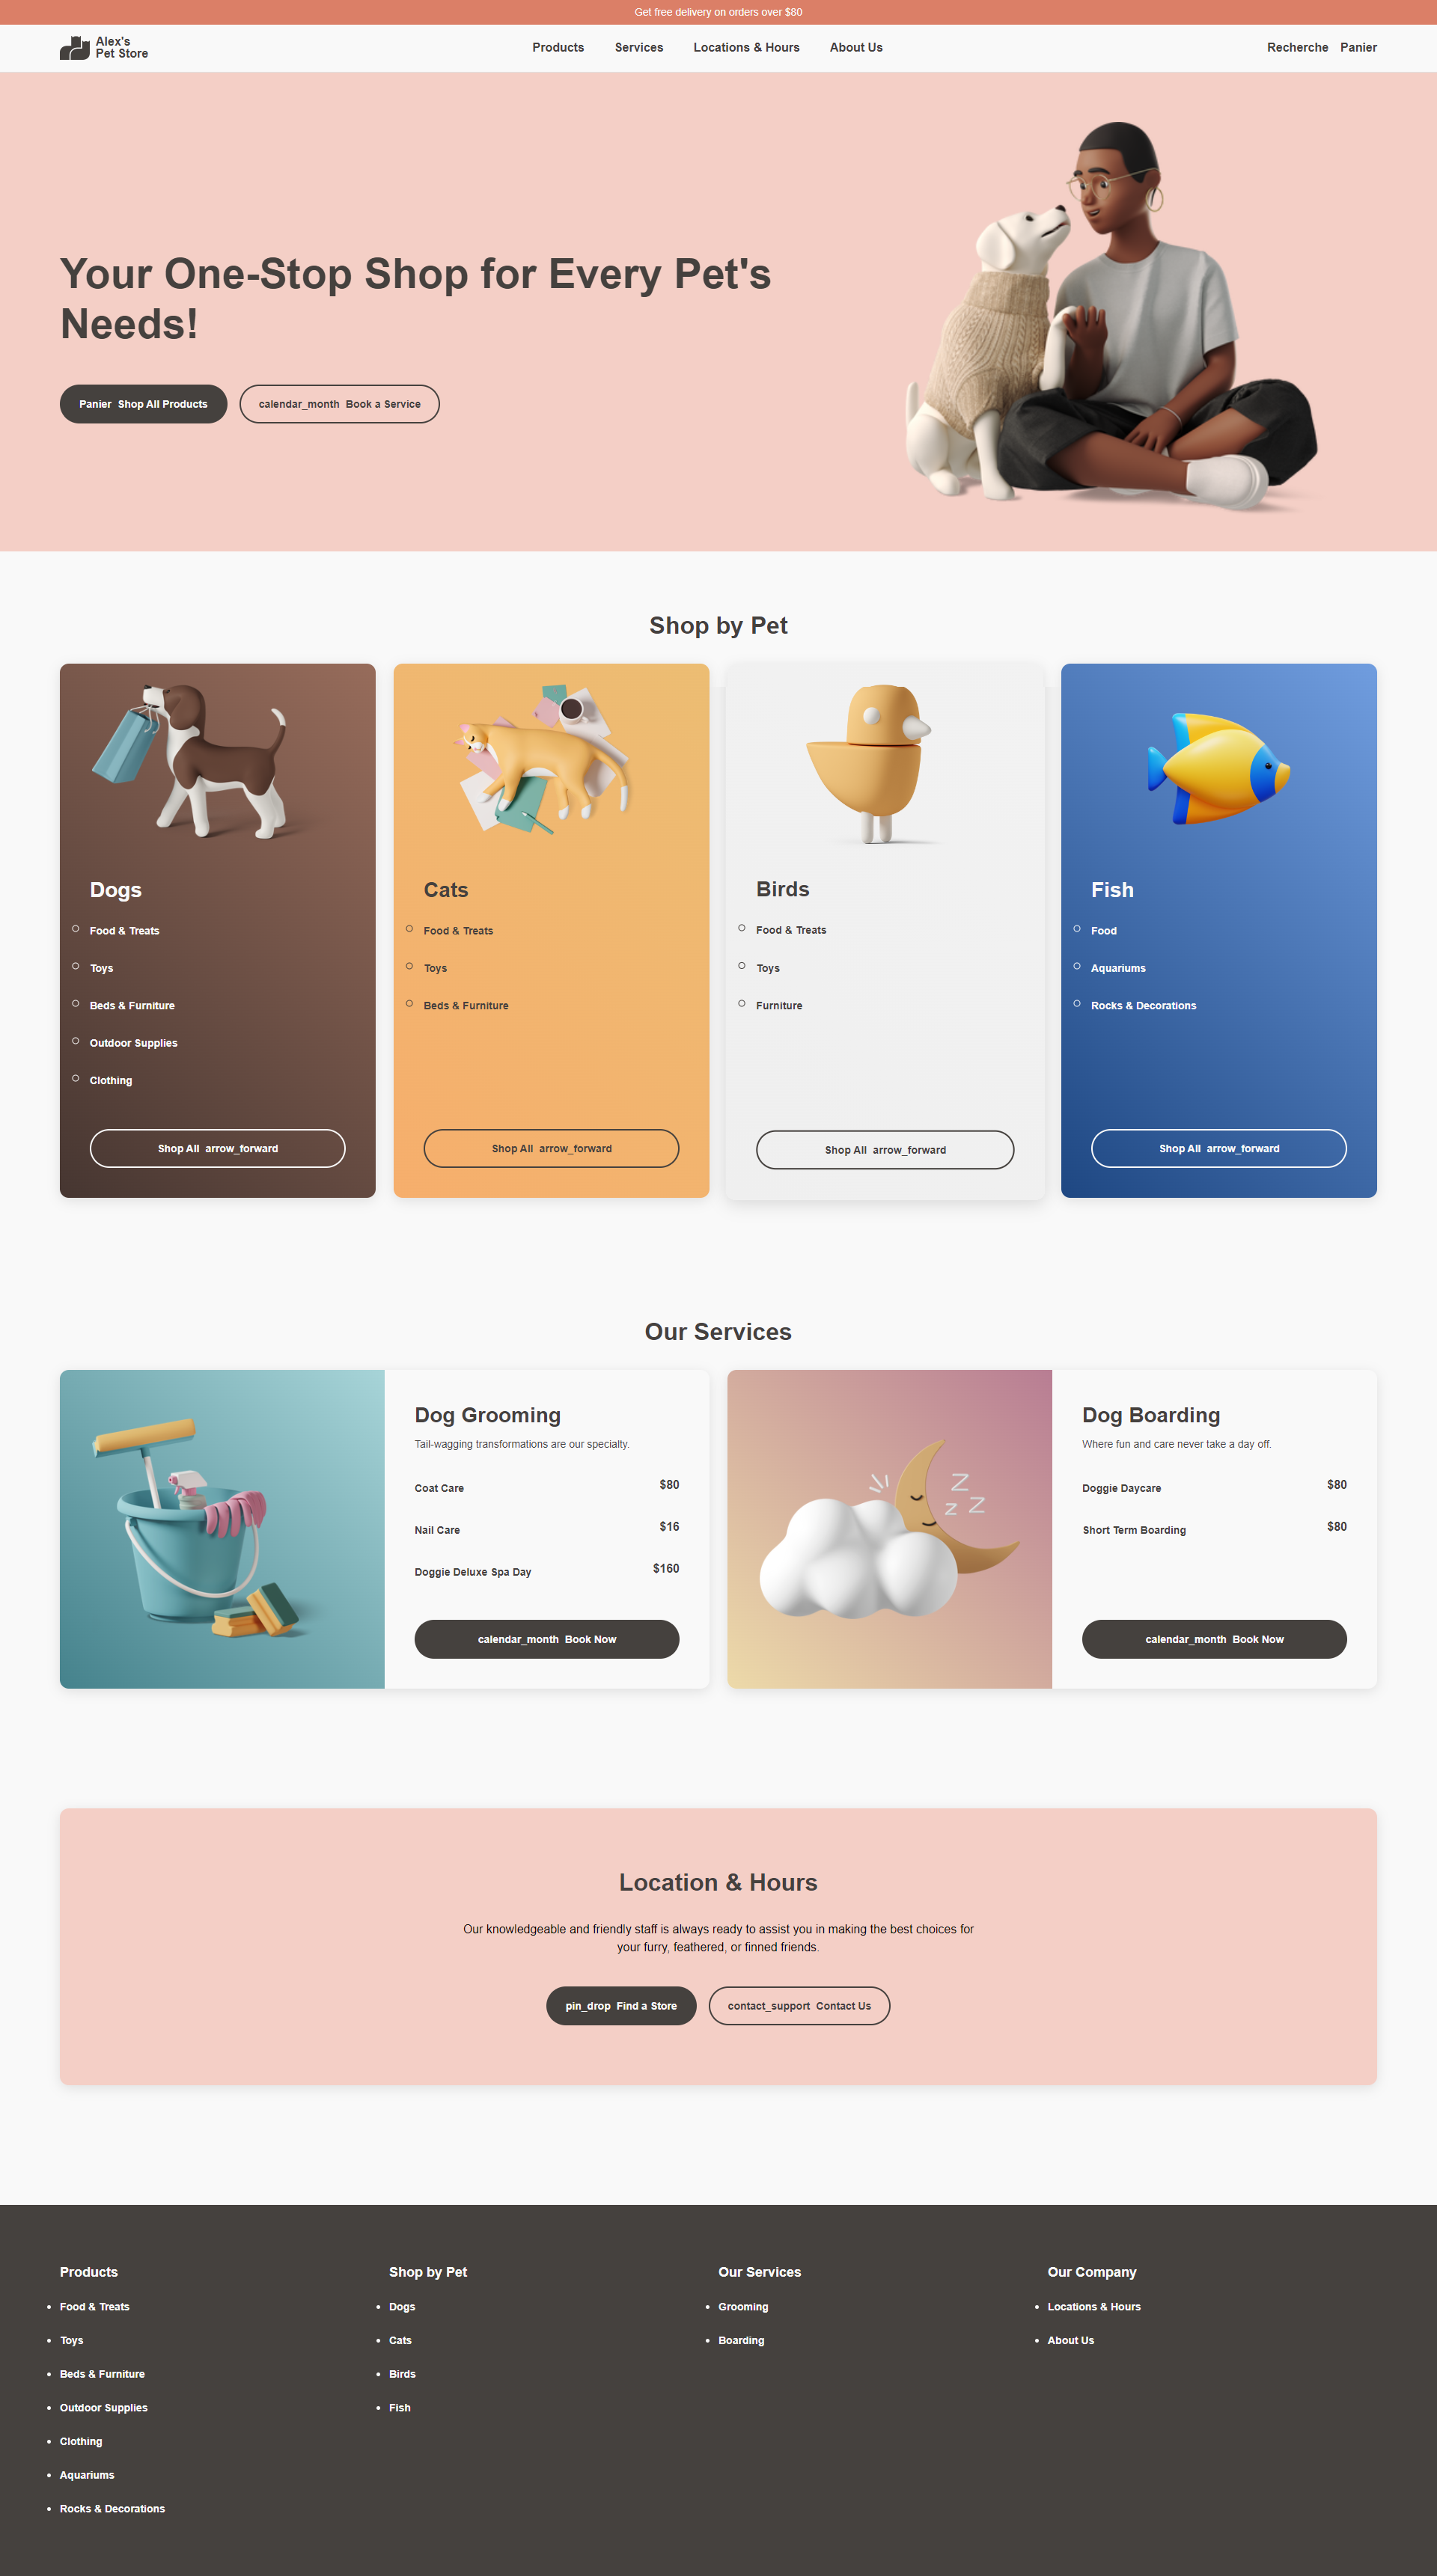 Get free delivery on orders over $80
Alex's
Pet Store
Products Services Locations & Hours About Us
Recherche Panier
Your One-Stop Shop for Every Pet's
Needs!
Panier Shop All Products
calendar_month Book a Service
Shop by Pet
Dogs
Food & Treats
Toys
Beds & Furniture
Outdoor Supplies
Clothing
Shop All arrow_forward
Cats
Food & Treats
Toys
Beds & Furniture
Shop All arrow_forward
Birds
Food & Treats
Toys
Furniture
Shop All arrow_forward
Fish
Food
Aquariums
Rocks & Decorations
Shop All arrow_forward
Our Services
Dog Grooming
Tail-wagging transformations are our specialty.
Coat Care $80
Nail Care $16
Doggie Deluxe Spa Day $160
calendar_month Book Now
Z
Z Z
Dog Boarding
Where fun and care never take a day off.
Doggie Daycare $80
Short Term Boarding $80
calendar_month Book Now
Location & Hours
Our knowledgeable and friendly staff is always ready to assist you in making the best choices for
your furry, feathered, or finned friends.
pin_drop Find a Store
contact_support Contact Us
Products
Food & Treats
Toys
Beds & Furniture
Outdoor Supplies
Clothing
Aquariums
Rocks & Decorations
Shop by Pet
Dogs
Cats
Birds
Fish
Our Services
Grooming
Boarding
Our Company
Locations & Hours
About Us